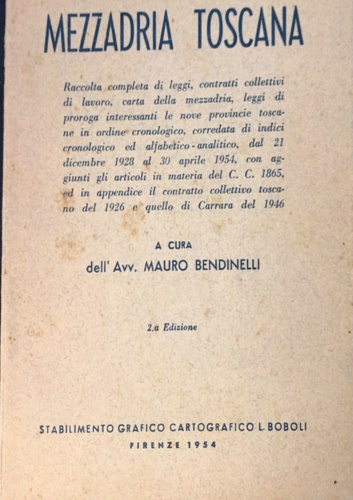 MEZZADRIA TOSCANA
Raccolta completa di leggi, contratti collettivi
di lavoro, carta della mezzadria, leggi di
proroga interessanti le nove provincie tosca-
ne in ordine cronologico, corredata di indici
cronologico ed alfabetico-analitico, dal 21
dicembre 1928 al 30 aprile 1954, con ag-
giunti gli articoli in materia del C. C. 1865,
ed in appendice il contratto collettivo tosca-
no del 1926 e quello di Carrara del 1946
A CURA
dell'Avv. MAURO BENDINELLI
2.a Edizione
STABILIMENTO GRAFICO CARTOGRAFICO L. BOBOLI
FIRENZE 1954